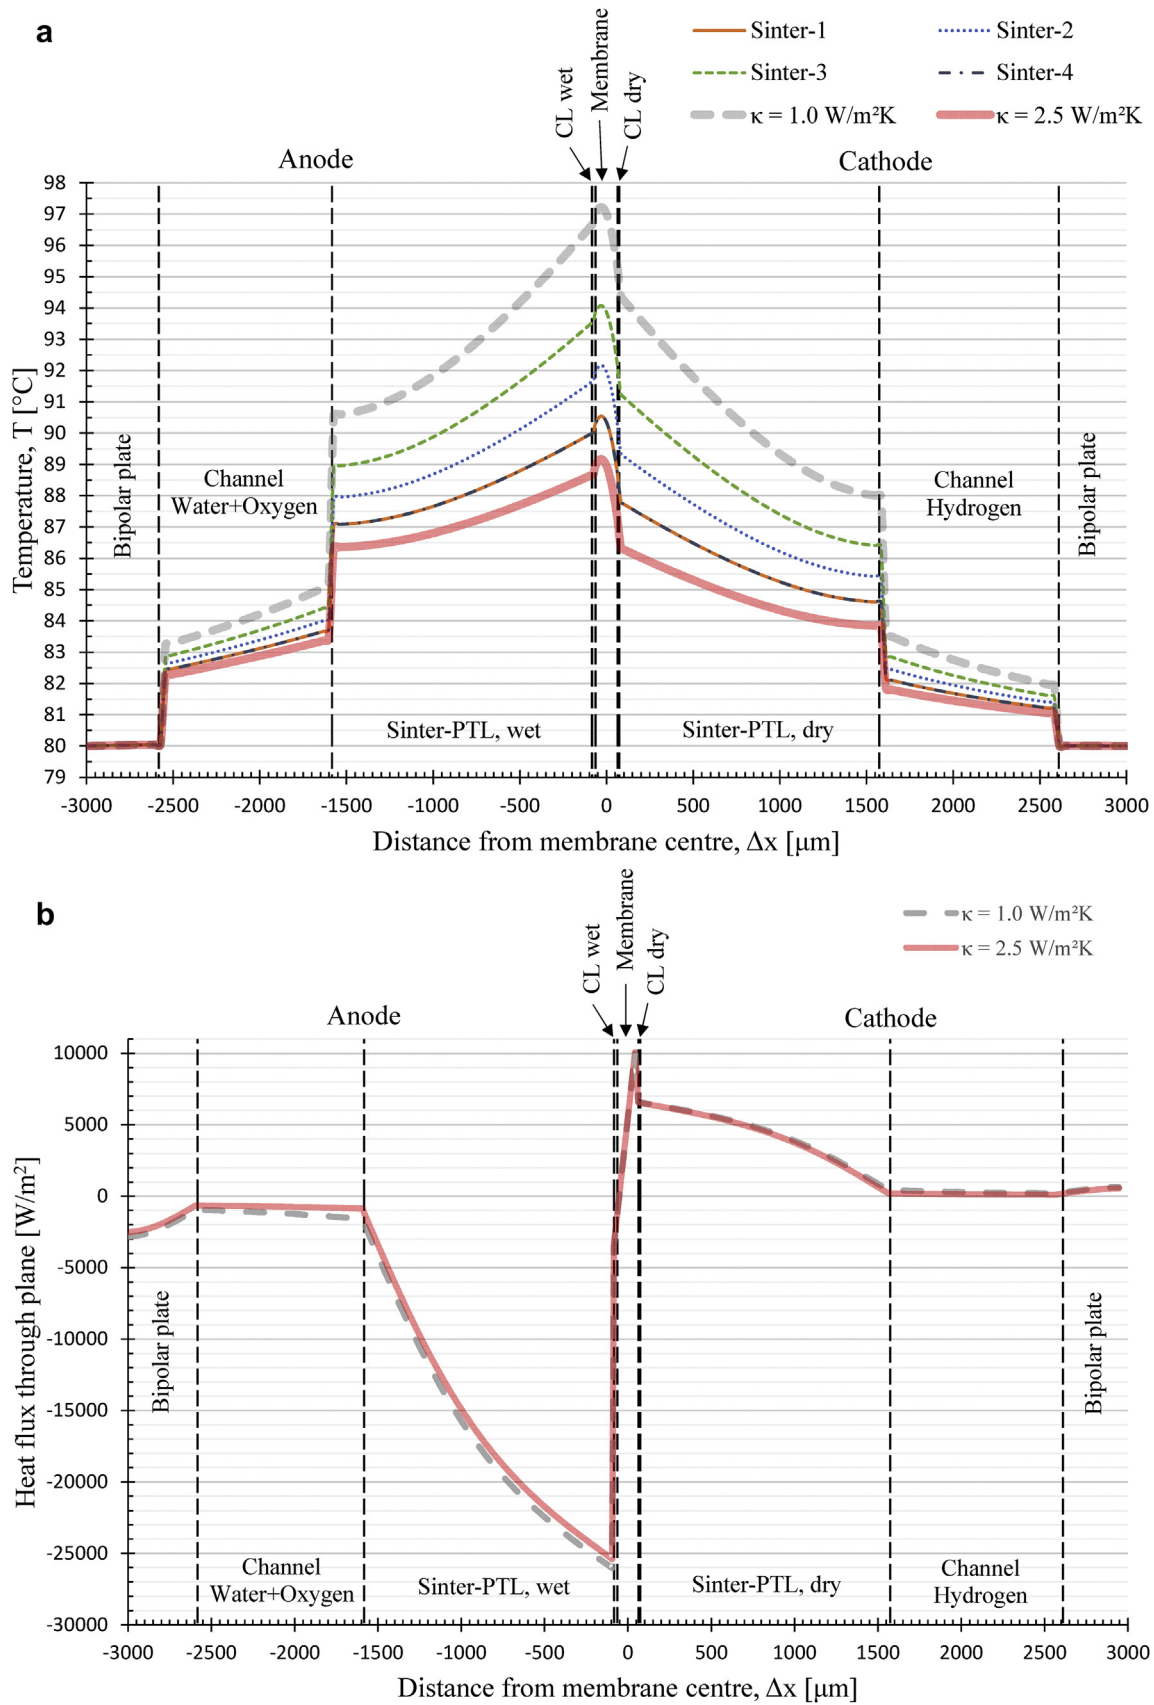 a
Sinter-1
Sinter-2
Sinter-3
Sinter-4
κ = 1.0 W/m²K
κ = 2.5 W/m²K
CL wet
Membrane
CL dry
Anode
Cathode
98
97
96
95
94
93
92
91
90
89
88
87
86
85
84
83
82
81
80
79
Temperature, T [°C]
Bipolar plate
Channel
Water+Oxygen
Channel
Hydrogen
Bipolar plate
Sinter-PTL, wet
Sinter-PTL, dry
-3000 -2500 -2000 -1500 -1000 -500 0 500 1000 1500 2000 2500 3000
Distance from membrane centre, Δx [µm]
b
κ = 1.0 W/m²K
κ = 2.5 W/m²K
CL wet
Membrane
CL dry
Anode
Cathode
10000
5000
0
-5000
-10000
-15000
-20000
-25000
-30000
Heat flux through plane [W/m²]
Bipolar plate
Bipolar plate
Channel
Water+Oxygen
Sinter-PTL, wet
Sinter-PTL, dry
Channel
Hydrogen
-3000 -2500 -2000 -1500 -1000 -500 0 500 1000 1500 2000 2500 3000
Distance from membrane centre, Δx [µm]